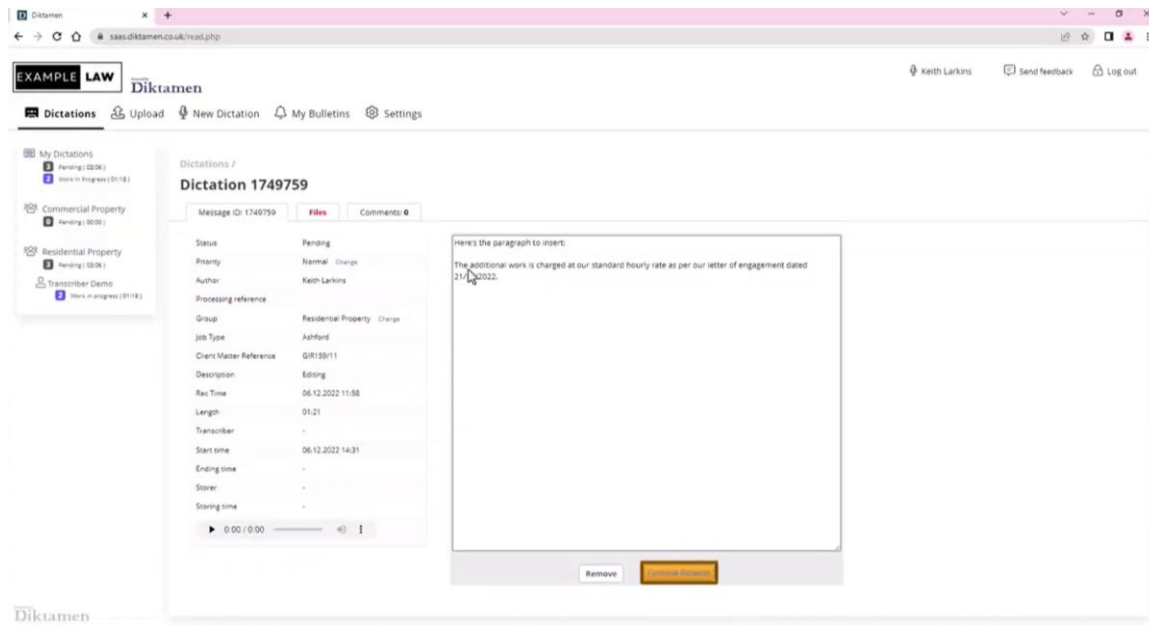 Diktamen
saas.diktamen.co.uk/read.php
EXAMPLE LAW
Diktamen
Keith Larkins
Send feedback
Log out
Dictations
Upload
New Dictation
My Bulletins
Settings
My Dictations
3 Pending ( 03:06 )
2 Work in Progress ( 01:18 )
Commercial Property
0 Pending ( 00:00 )
Residential Property
3 Pending ( 03:06 )
Transcriber Demo
2 Work in progress ( 01:18 )
Dictations /
Dictation 1749759
Message ID: 1749759
Files
Comments: 0
Status Pending
Priority Normal Change
Author Keith Larkins
Processing reference
Group Residential Property Change
Job Type Ashford
Client Matter Reference GIR159/11
Description Editing
Rec Time 06.12.2022 11:58
Length 01:21
Transcriber -
Start time 06.12.2022 14:31
Ending time -
Storer -
Storing time -
0:00 / 0:00
Here's the paragraph to insert:
The additional work is charged at our standard hourly rate as per our letter of engagement dated
2022.
Remove
Continue Dictation
Diktamen